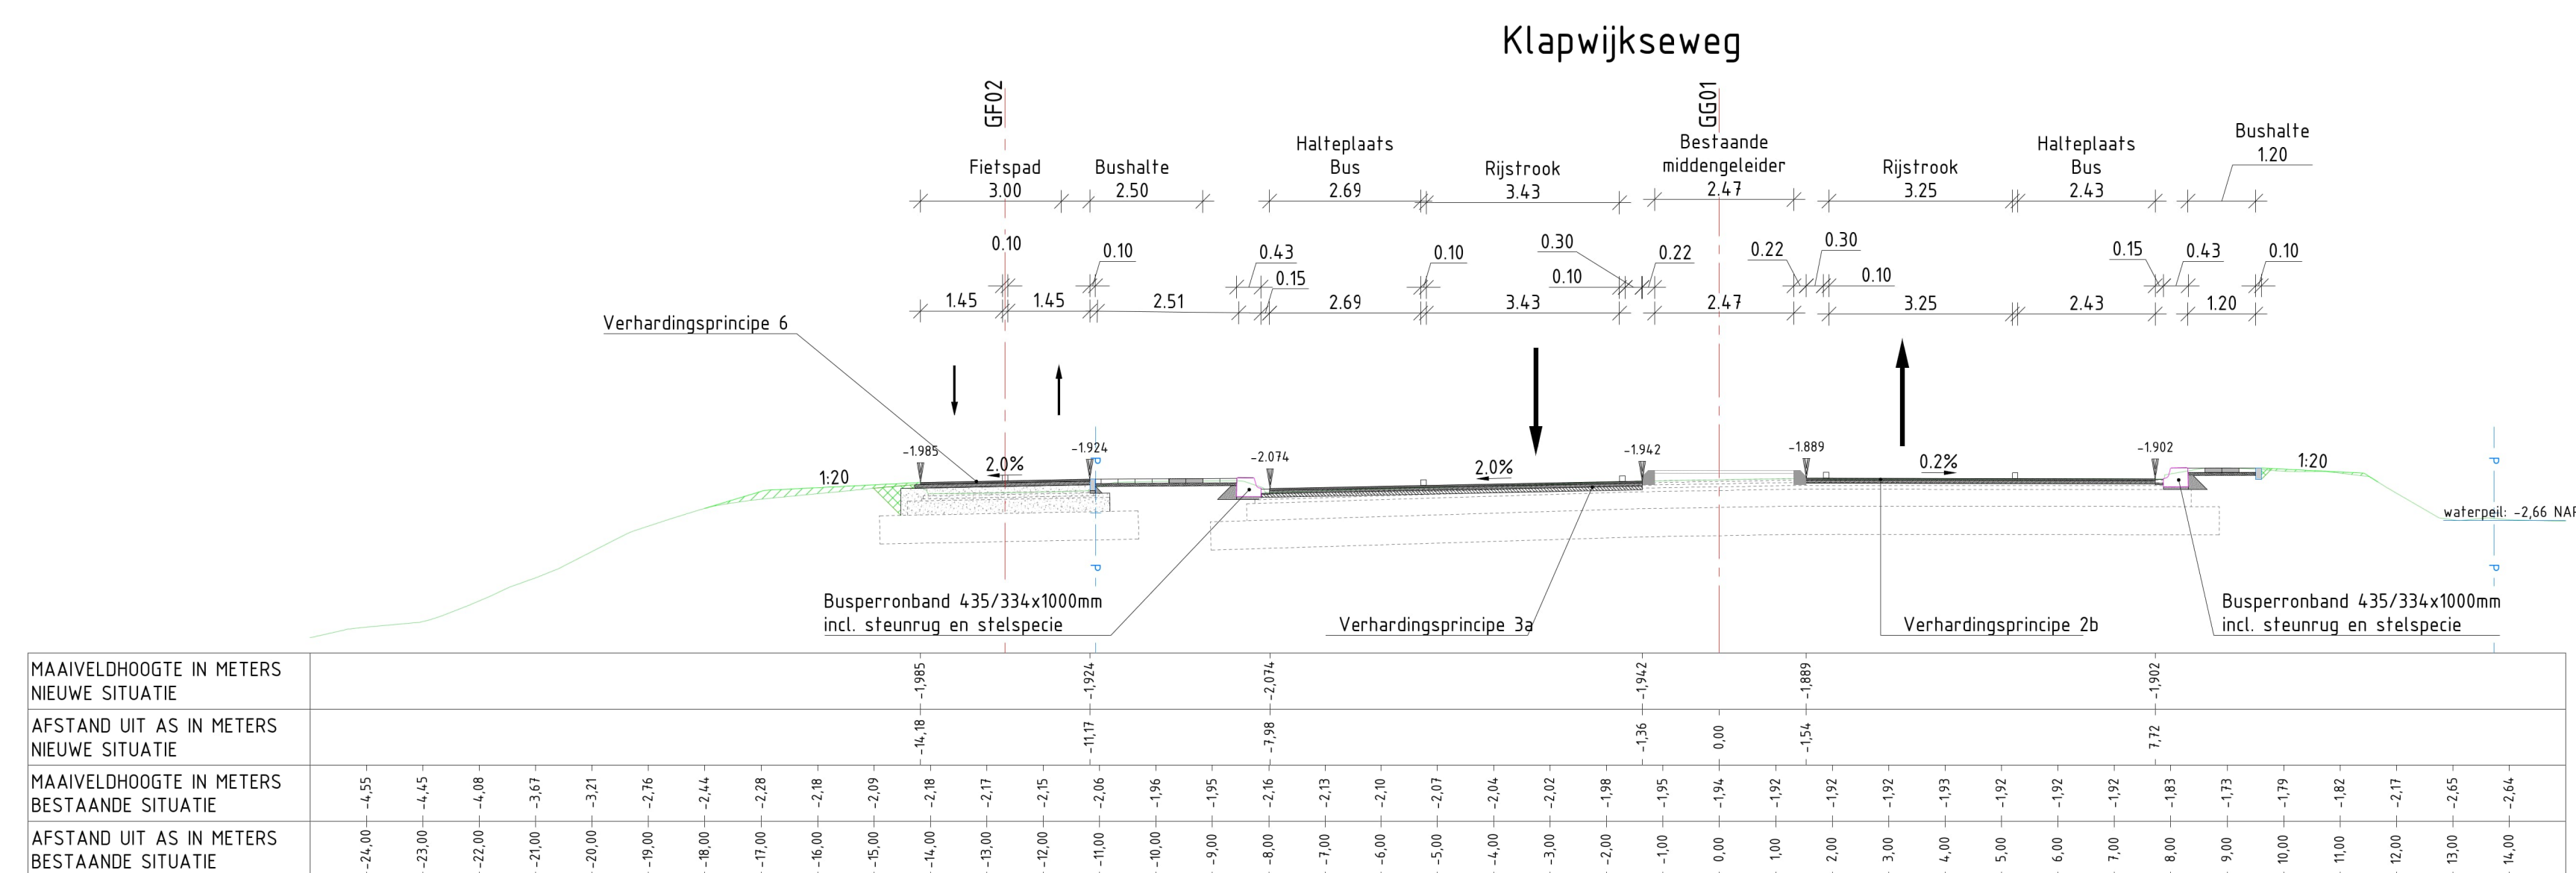 Klapwijkseweg
GF02
GG01
Fietspad
3.00
Bushalte
2.50
Halteplaats
Bus
2.69
Rijstrook
3.43
Bestaande
middengeleider
2.47
Rijstrook
3.25
Halteplaats
Bus
2.43
Bushalte
1.20
0.10
0.10
0.43
0.15
0.10
0.30
0.10
0.22
0.22
0.30
0.10
0.15
0.43
0.10
1.45
1.45
2.51
2.69
3.43
2.47
3.25
2.43
1.20
Verhardingsprincipe 6
-1.985
-1.924
-2.074
-1.942
-1.889
-1.902
1:20
2.0%
P
2.0%
0.2%
1:20
P
waterpeil: -2,66 NAP
P
P
Busperronband 435/334x1000mm
incl. steunrug en stelspecie
Verhardingsprincipe 3a
Verhardingsprincipe 2b
Busperronband 435/334x1000mm
incl. steunrug en stelspecie
MAAIVELDHOOGTE IN METERS
NIEUWE SITUATIE
-1,985 -1,924 -2,074 -1,942 -1,889 -1,902
AFSTAND UIT AS IN METERS
NIEUWE SITUATIE
-14,18 -11,17 -7,98 -1,36 0,00 -1,54 7,72
MAAIVELDHOOGTE IN METERS
BESTAANDE SITUATIE
-4,55 -4,45 -4,08 -3,67 -3,21 -2,76 -2,44 -2,28 -2,18 -2,09 -2,18 -2,17 -2,15 -2,06 -1,96 -1,95 -2,16 -2,13 -2,10 -2,07 -2,04 -2,02 -1,98 -1,95 -1,94 -1,92 -1,92 -1,92 -1,93 -1,92 -1,92 -1,92 -1,83 -1,73 -1,79 -1,82 -2,17 -2,65 -2,64
AFSTAND UIT AS IN METERS
BESTAANDE SITUATIE
-24,00 -23,00 -22,00 -21,00 -20,00 -19,00 -18,00 -17,00 -16,00 -15,00 -14,00 -13,00 -12,00 -11,00 -10,00 -9,00 -8,00 -7,00 -6,00 -5,00 -4,00 -3,00 -2,00 -1,00 0,00 1,00 2,00 3,00 4,00 5,00 6,00 7,00 8,00 9,00 10,00 11,00 12,00 13,00 14,00